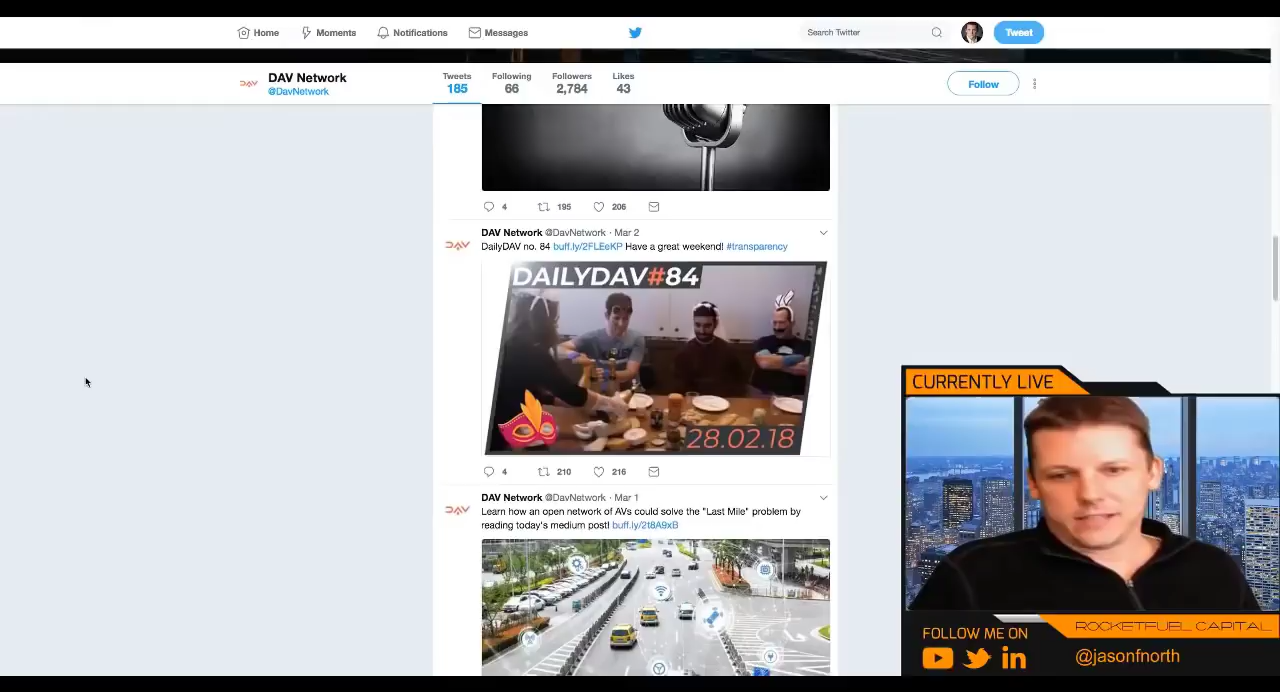 Home
Moments
Notifications
Messages
Search Twitter
Tweet
DAV
DAV Network
@DavNetwork
Tweets
185
Following
66
Followers
2,784
Likes
43
Follow
4
195
206
DAV Network @DavNetwork · Mar 2
DAV
DailyDAV no. 84 buff.ly/2FLEeKP Have a great weekend! #transparency
DAILYDAV#84
28.02.18
4
210
216
DAV Network @DavNetwork · Mar 1
DAV
Learn how an open network of AVs could solve the "Last Mile" problem by
reading today's medium post! buff.ly/2t8A9xB
CURRENTLY LIVE
ROCKETFUEL CAPITAL
FOLLOW ME ON
in
@jasonfnorth